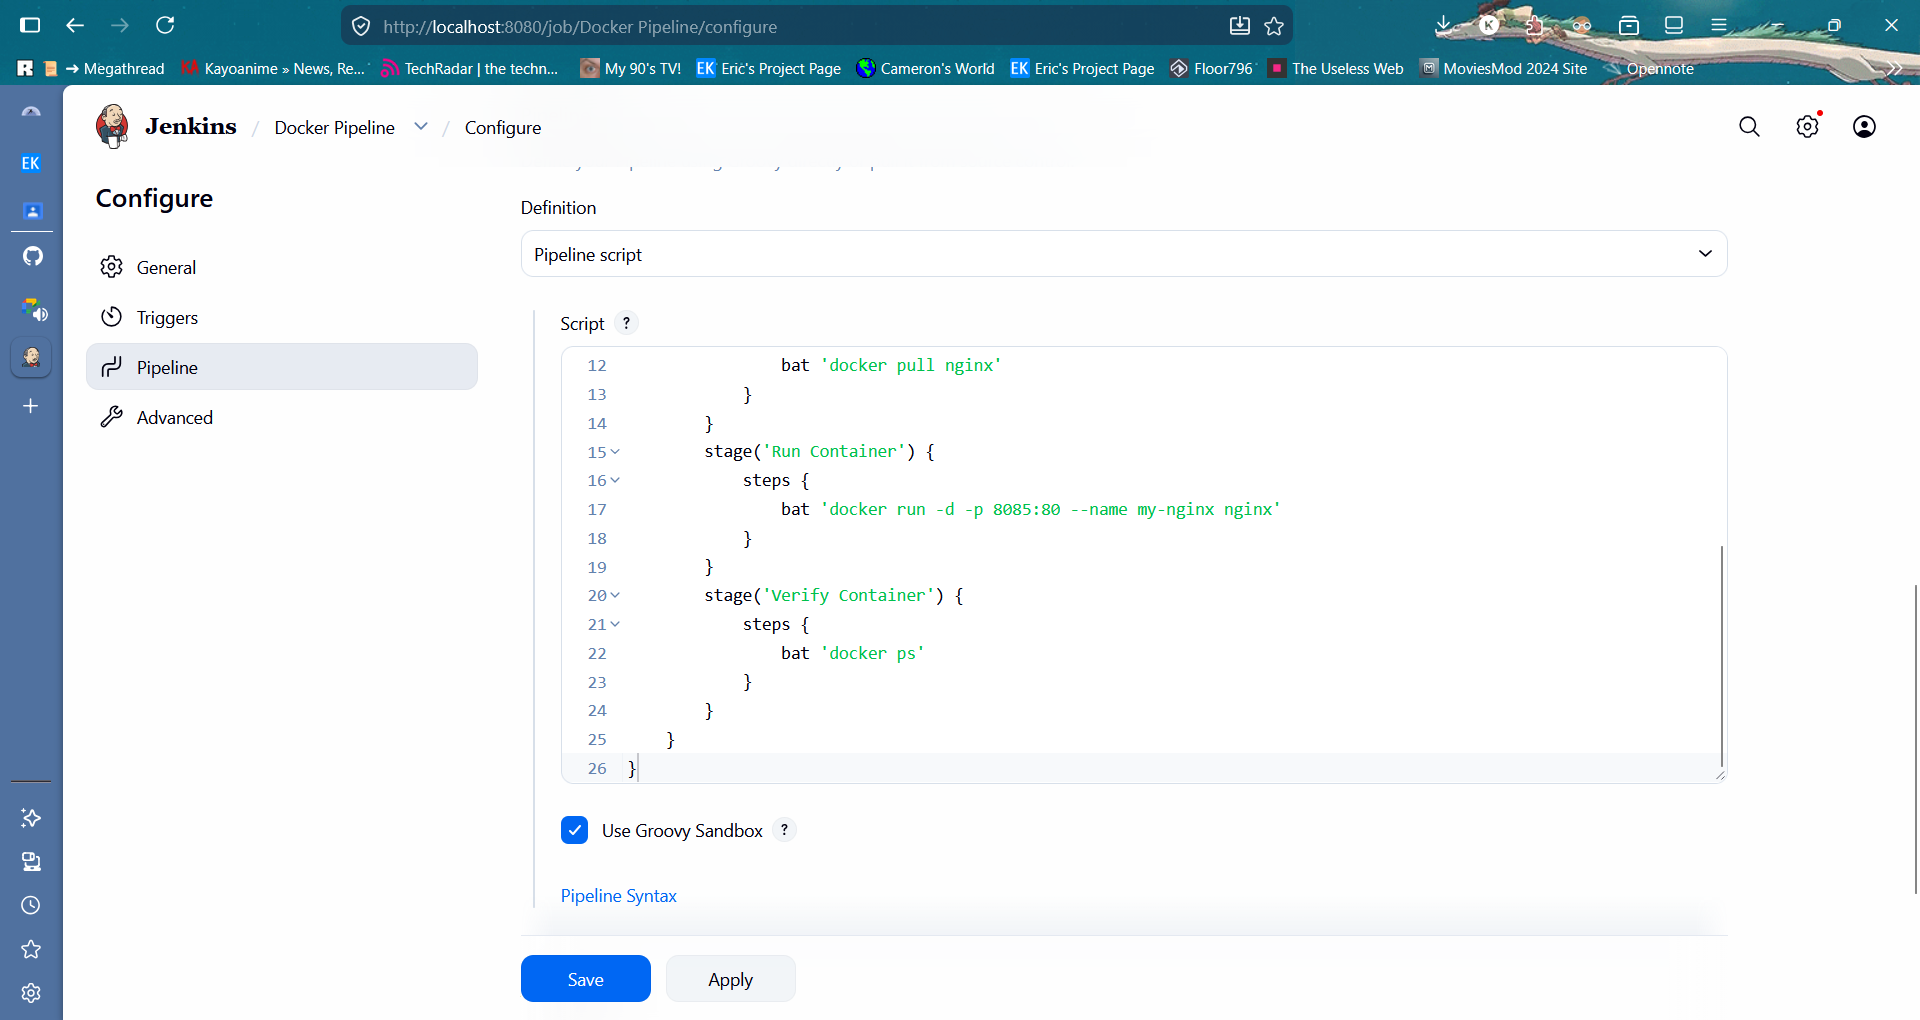 http://localhost:8080/job/Docker Pipeline/configure
K
R → Megathread KA Kayoanime » News, Re... TechRadar | the techn... My 90's TV! EK Eric's Project Page Cameron's World EK Eric's Project Page Floor796 The Useless Web M MoviesMod 2024 Site Opennote
EK
Jenkins / Docker Pipeline / Configure
Configure
General
Triggers
Pipeline
Advanced
Definition
Pipeline script
Script ?
12 bat 'docker pull nginx'
13 }
14 }
15 stage('Run Container') {
16 steps {
17 bat 'docker run -d -p 8085:80 --name my-nginx nginx'
18 }
19 }
20 stage('Verify Container') {
21 steps {
22 bat 'docker ps'
23 }
24 }
25 }
26 }
Use Groovy Sandbox ?
Pipeline Syntax
Save Apply